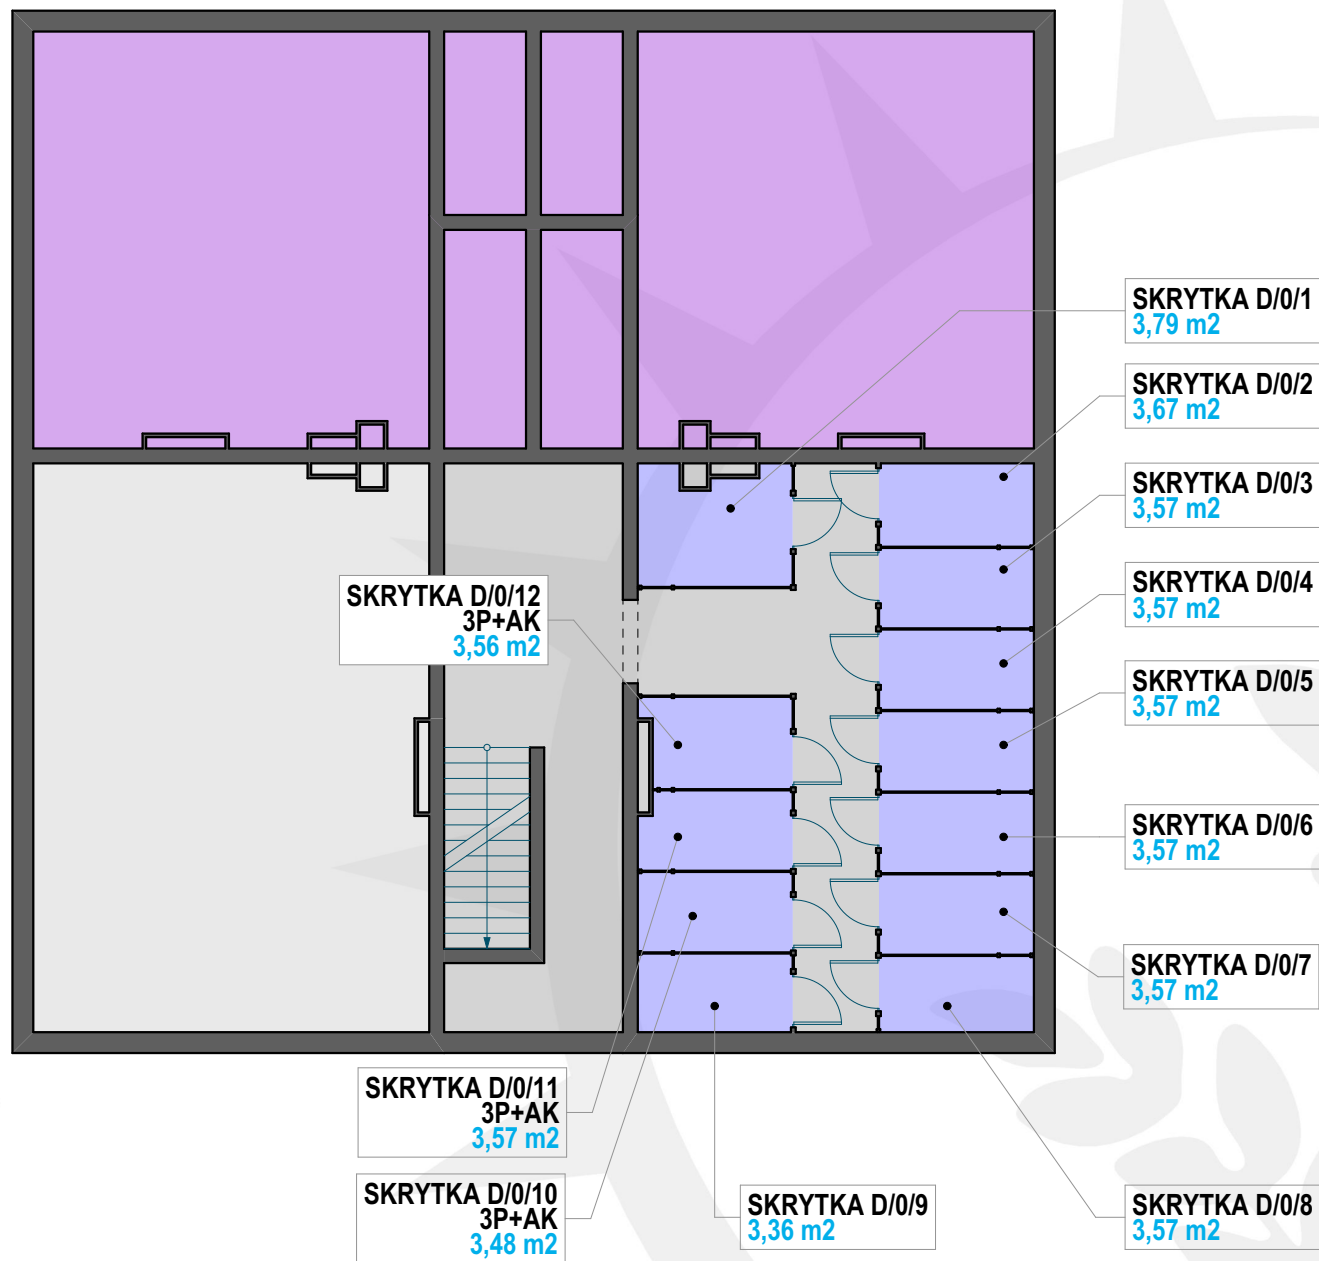 SKRYTKA D/0/1
3,79 m2
SKRYTKA D/0/2
3,67 m2
SKRYTKA D/0/3
3,57 m2
SKRYTKA D/0/4
3,57 m2
SKRYTKA D/0/12
3P+AK
3,56 m2
SKRYTKA D/0/5
3,57 m2
SKRYTKA D/0/6
3,57 m2
SKRYTKA D/0/7
3,57 m2
SKRYTKA D/0/11
3P+AK
3,57 m2
SKRYTKA D/0/10
3P+AK
3,48 m2
SKRYTKA D/0/9
3,36 m2
SKRYTKA D/0/8
3,57 m2